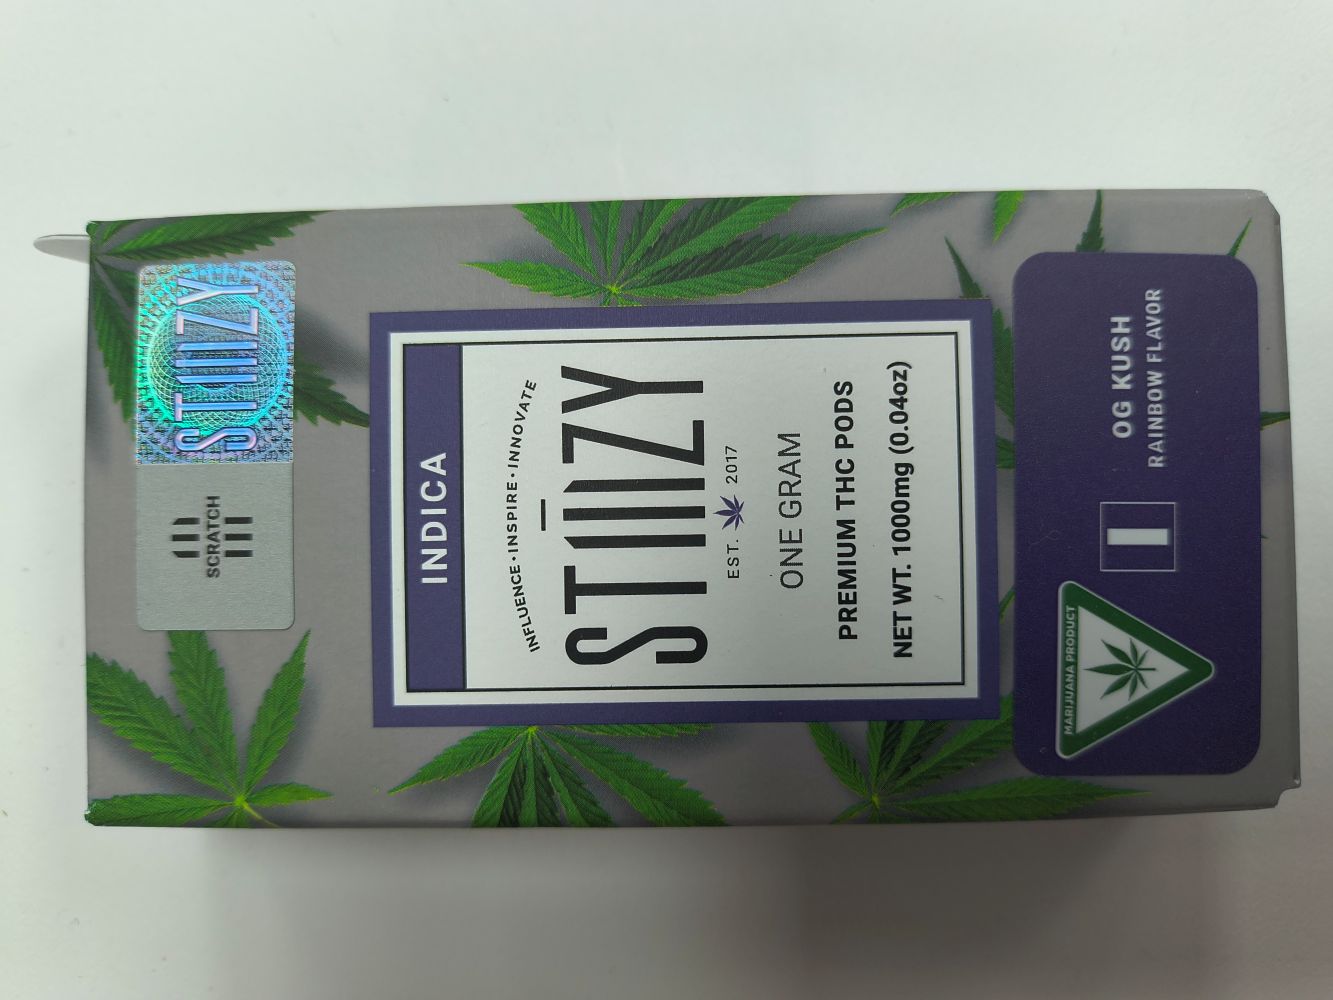 STIIIZY
SCRATCH
INDICA
INFLUENCE • INSPIRE • INNOVATE
STIIIZY
EST. 2017
ONE GRAM
PREMIUM THC PODS
NET WT. 1000mg (0.04oz)
MARIJUANA PRODUCT
I
OG KUSH
RAINBOW FLAVOR